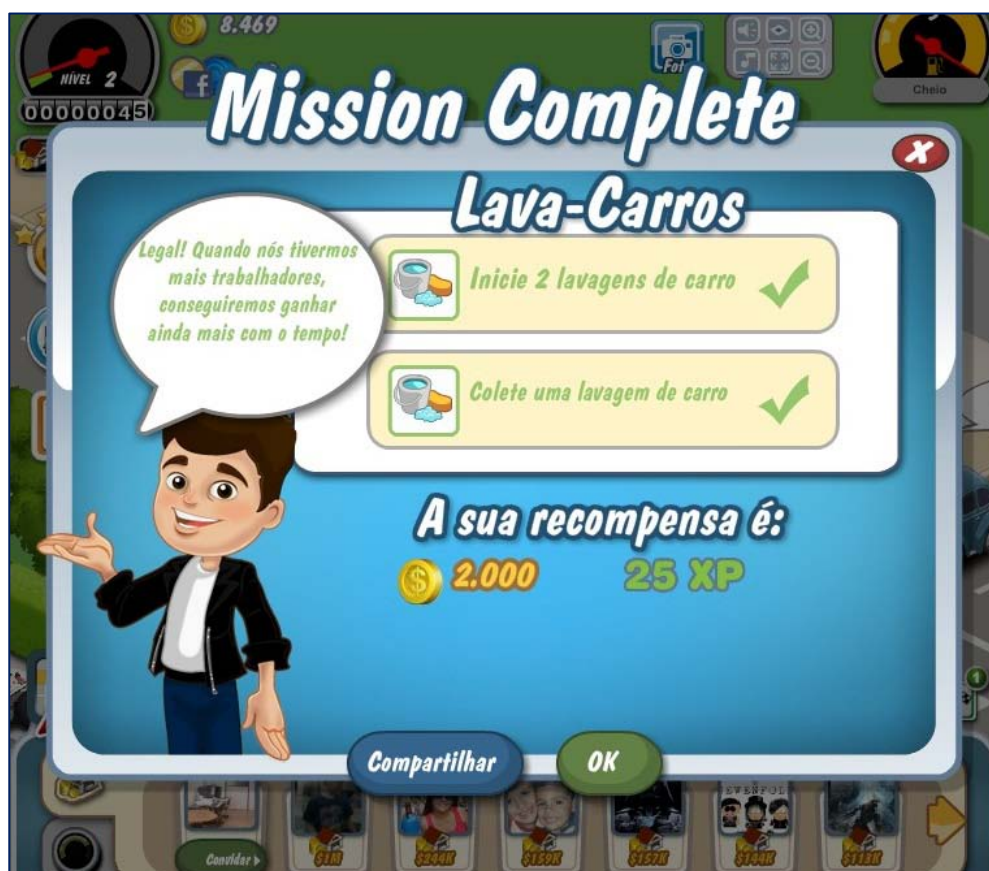 8.469
NÍVEL 2
00000045
Fot
Cheio
Mission Complete
X
Lava-Carros
Legal! Quando nós tivermos
mais trabalhadores,
conseguiremos ganhar
ainda mais com o tempo!
Inicie 2 lavagens de carro
Colete uma lavagem de carro
A sua recompensa é:
2.000
25 XP
1
Compartilhar
OK
Convidar
$1M
$244K
$159K
$157K
$144K
$113K